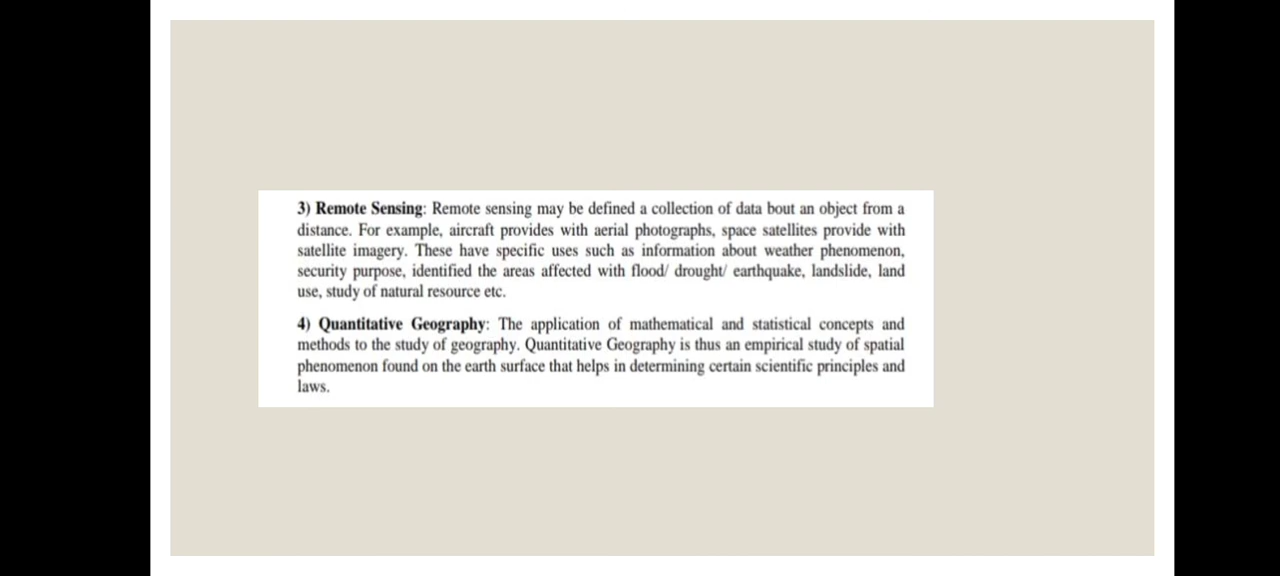 3) Remote Sensing: Remote sensing may be defined a collection of data bout an object from a
distance. For example, aircraft provides with aerial photographs, space satellites provide with
satellite imagery. These have specific uses such as information about weather phenomenon,
security purpose, identified the areas affected with flood/ drought/ earthquake, landslide, land
use, study of natural resource etc.
4) Quantitative Geography: The application of mathematical and statistical concepts and
methods to the study of geography. Quantitative Geography is thus an empirical study of spatial
phenomenon found on the earth surface that helps in determining certain scientific principles and
laws.